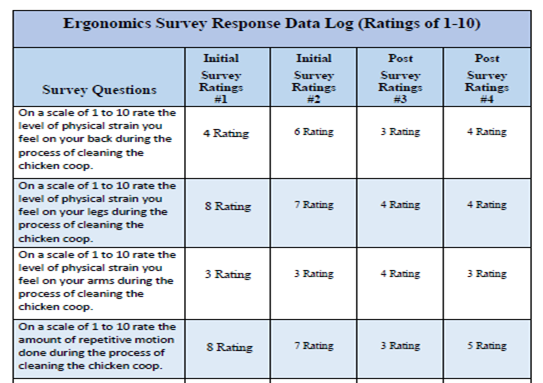 Ergonomics Survey Response Data Log (Ratings of 1-10)
Survey Questions
Initial
Survey
Ratings
#1
Initial
Survey
Ratings
#2
Post
Survey
Ratings
#3
Post
Survey
Ratings
#4
On a scale of 1 to 10 rate the
level of physical strain you
feel on your back during the
process of cleaning the
chicken coop.
4 Rating
6 Rating
3 Rating
4 Rating
On a scale of 1 to 10 rate the
level of physical strain you
feel on your legs during the
process of cleaning the
chicken coop.
8 Rating
7 Rating
4 Rating
4 Rating
On a scale of 1 to 10 rate the
level of physical strain you
feel on your arms during the
process of cleaning the
chicken coop.
3 Rating
3 Rating
4 Rating
3 Rating
On a scale of 1 to 10 rate the
amount of repetitive motion
done during the process of
cleaning the chicken coop.
8 Rating
7 Rating
3 Rating
5 Rating